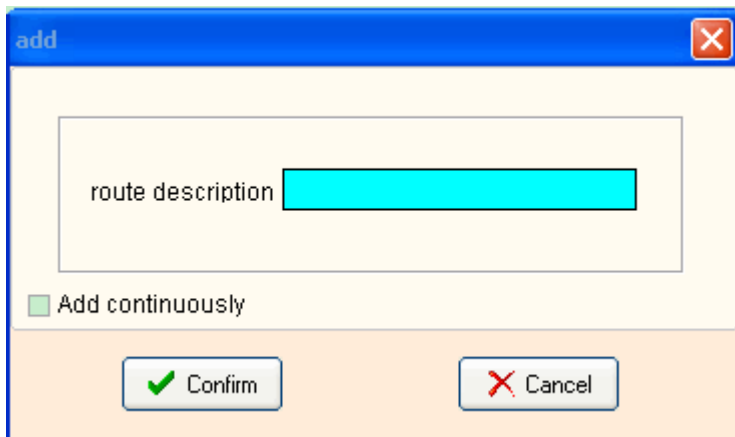 add
route description
Add continuously
Confirm
Cancel